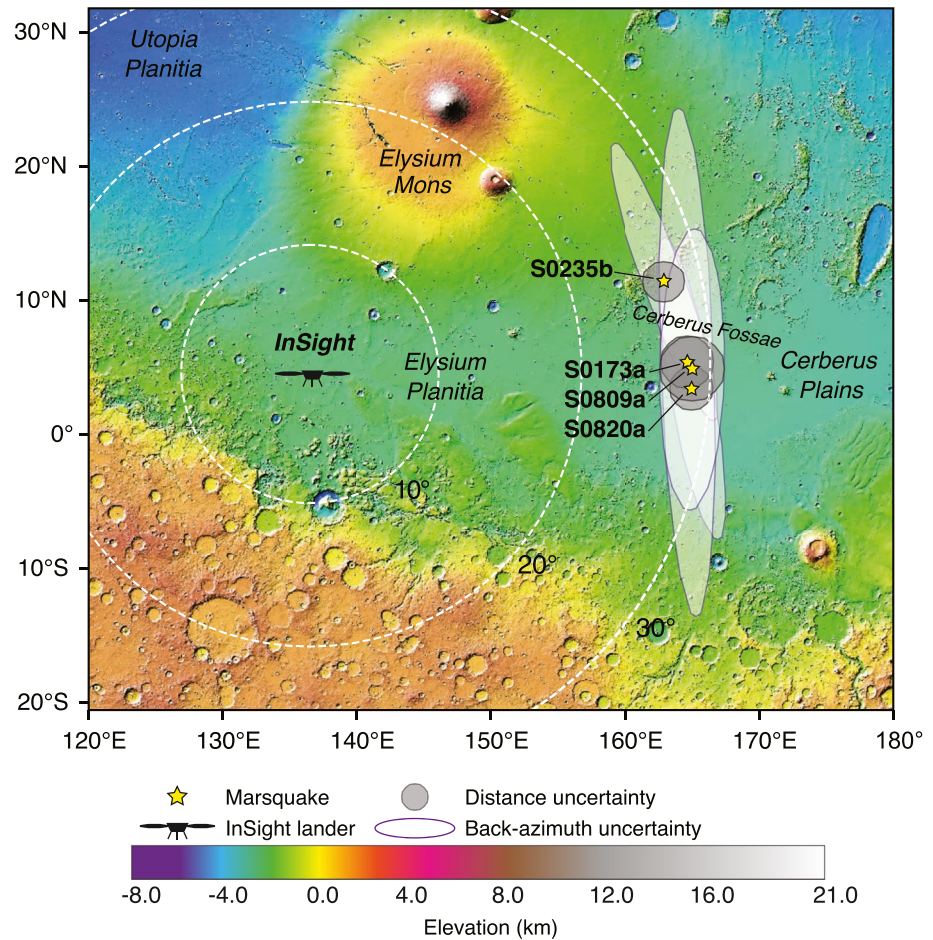 30°N
20°N
10°N
0°
10°S
20°S
Utopia
Planitia
Elysium
Mons
S0235b
Cerberus Fossae
InSight
Elysium
Planitia
S0173a
S0809a
S0820a
Cerberus
Plains
10°
20°
30°
120°E 130°E 140°E 150°E 160°E 170°E 180°
Marsquake Distance uncertainty
InSight lander Back-azimuth uncertainty
-8.0 -4.0 0.0 4.0 8.0 12.0 16.0 21.0
Elevation (km)